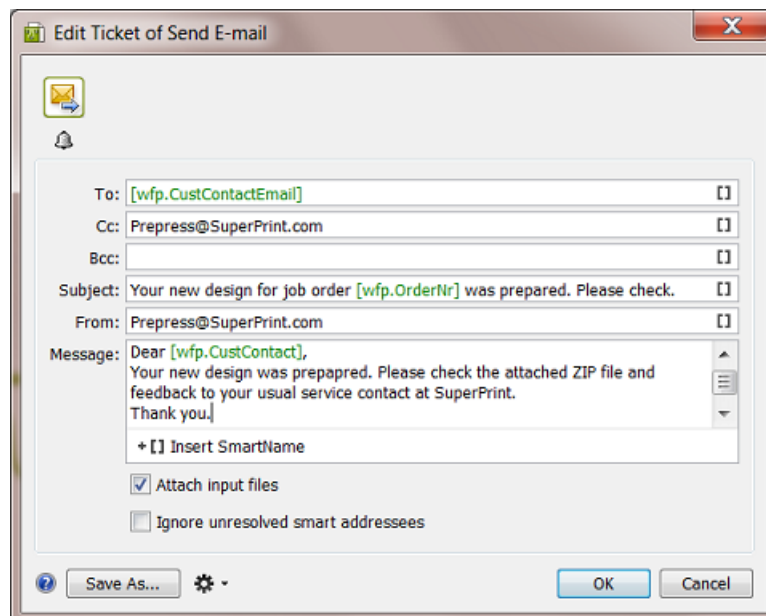 Edit Ticket of Send E-mail
To: [wfp.CustContactEmail]
Cc: Prepress@SuperPrint.com
Bcc:
Subject: Your new design for job order [wfp.OrderNr] was prepared. Please check.
From: Prepress@SuperPrint.com
Message: Dear [wfp.CustContact],
Your new design was prepapred. Please check the attached ZIP file and
feedback to your usual service contact at SuperPrint.
Thank you.
+ [] Insert SmartName
Attach input files
Ignore unresolved smart addressees
Save As...
OK
Cancel